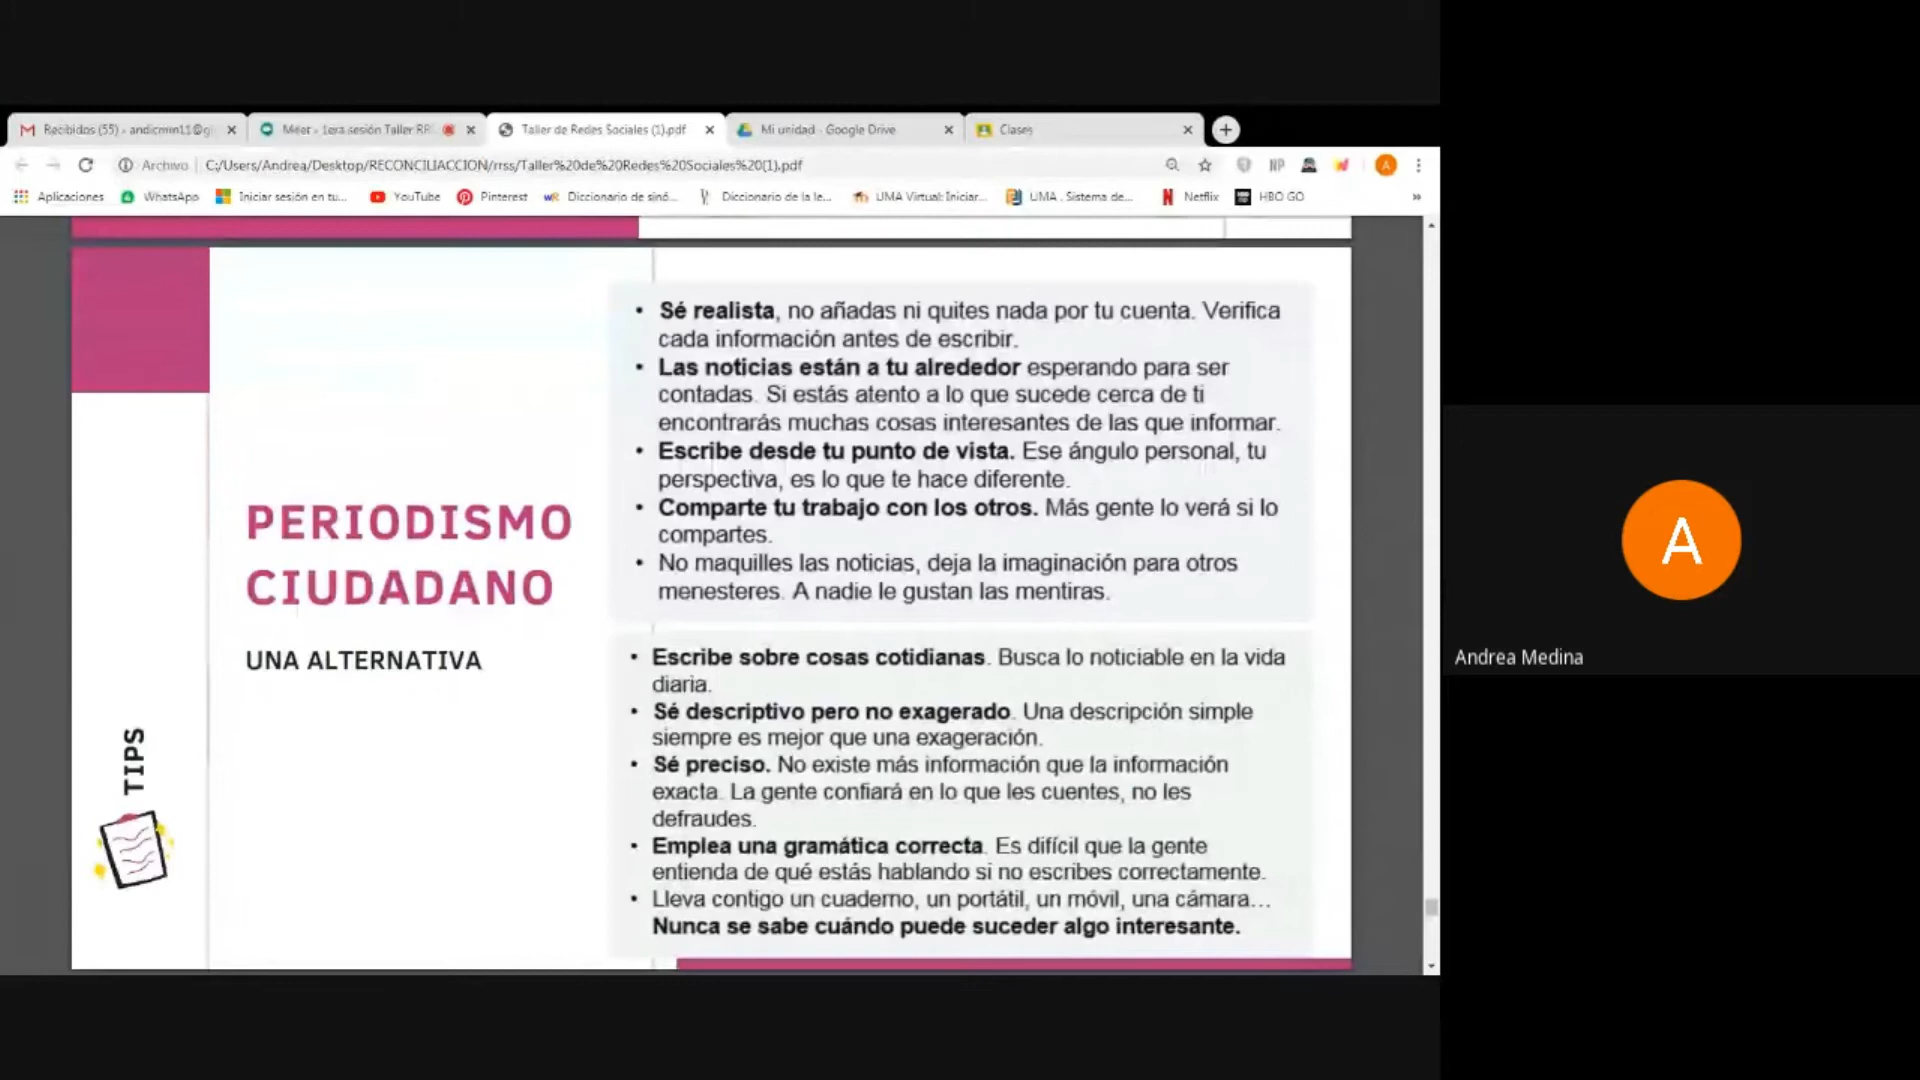 Recibidos (55) - andicmm11@g
Meet - 1era sesión Taller RR
Taller de Redes Sociales (1).pdf
Mi unidad - Google Drive
Clases
Archivo
C:/Users/Andrea/Desktop/RECONCILIACCION/rrss/Taller%20de%20Redes%20Sociales%20(1).pdf
A
Aplicaciones
WhatsApp
Iniciar sesión en tu...
YouTube
Pinterest
Diccionario de sinó...
Diccionario de la le...
UMA Virtual: Iniciar...
UMA . Sistema de...
Netflix
HBO GO
»
• Sé realista, no añadas ni quites nada por tu cuenta. Verifica
cada información antes de escribir.
• Las noticias están a tu alrededor esperando para ser
contadas. Si estás atento a lo que sucede cerca de ti
encontrarás muchas cosas interesantes de las que informar.
• Escribe desde tu punto de vista. Ese ángulo personal, tu
perspectiva, es lo que te hace diferente.
• Comparte tu trabajo con los otros. Más gente lo verá si lo
compartes.
• No maquilles las noticias, deja la imaginación para otros
menesteres. A nadie le gustan las mentiras.
PERIODISMO
CIUDADANO
UNA ALTERNATIVA
TIPS
• Escribe sobre cosas cotidianas. Busca lo noticiable en la vida
diaria.
• Sé descriptivo pero no exagerado. Una descripción simple
siempre es mejor que una exageración.
• Sé preciso. No existe más información que la información
exacta. La gente confiará en lo que les cuentes, no les
defraudes.
• Emplea una gramática correcta. Es difícil que la gente
entienda de qué estás hablando si no escribes correctamente.
• Lleva contigo un cuaderno, un portátil, un móvil, una cámara...
Nunca se sabe cuándo puede suceder algo interesante.
A
Andrea Medina